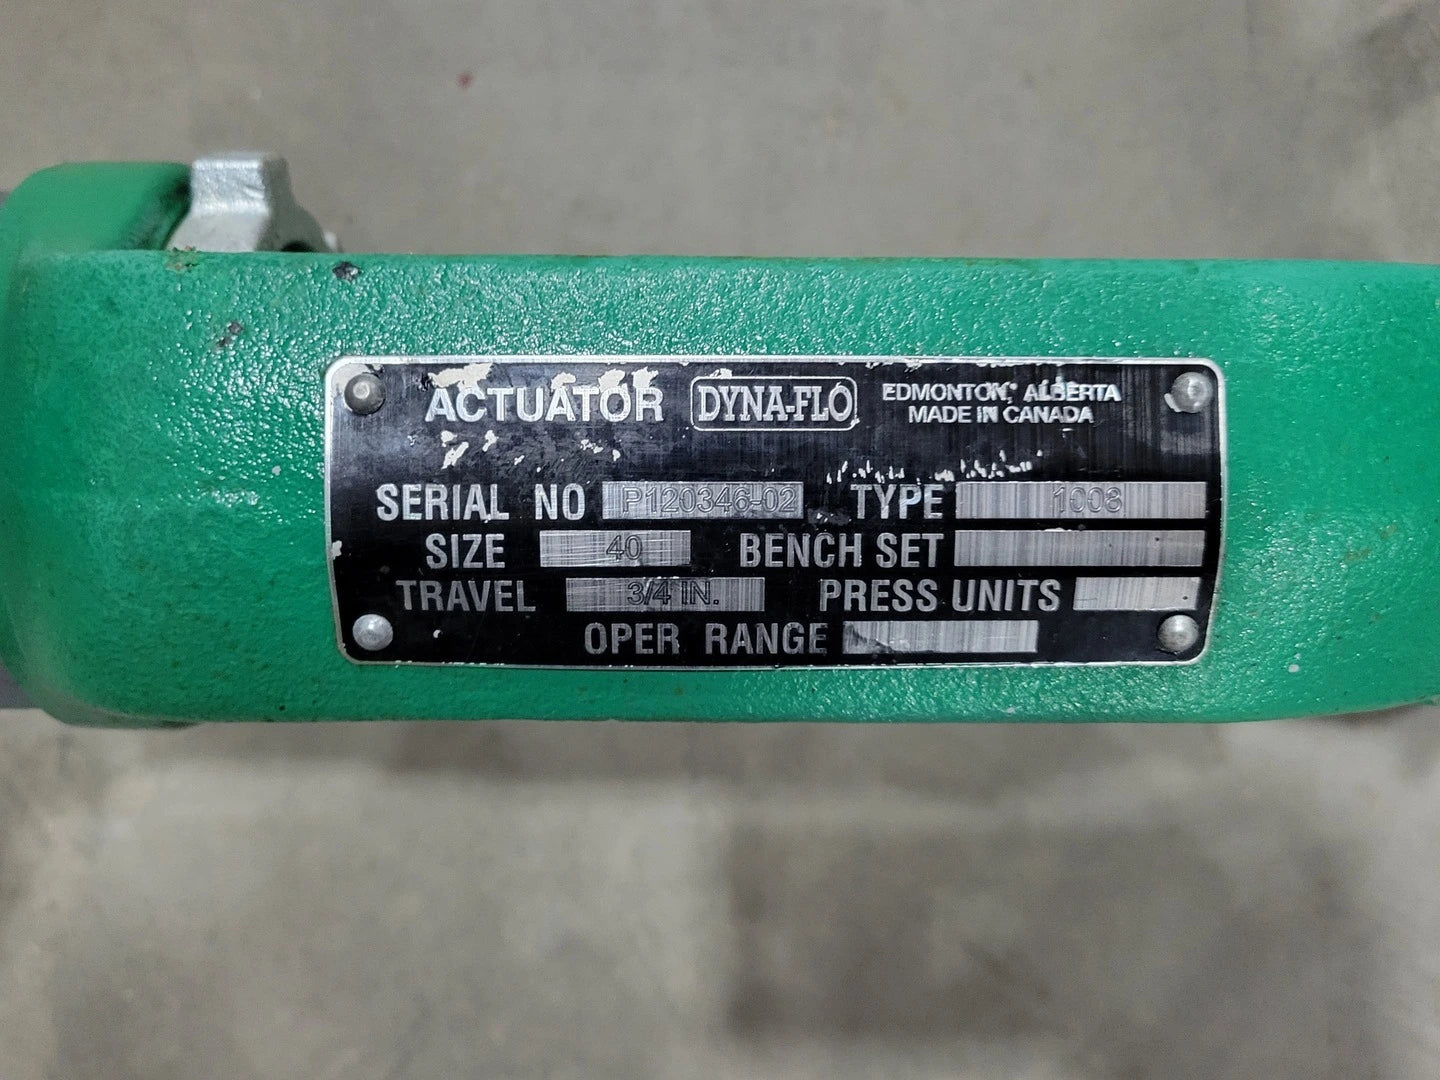 ACTUATOR DYNA-FLO EDMONTON, ALBERTA
MADE IN CANADA
SERIAL NO P120346-02 TYPE 1008
SIZE 40 BENCH SET
TRAVEL 3/4 IN. PRESS UNITS
OPER RANGE